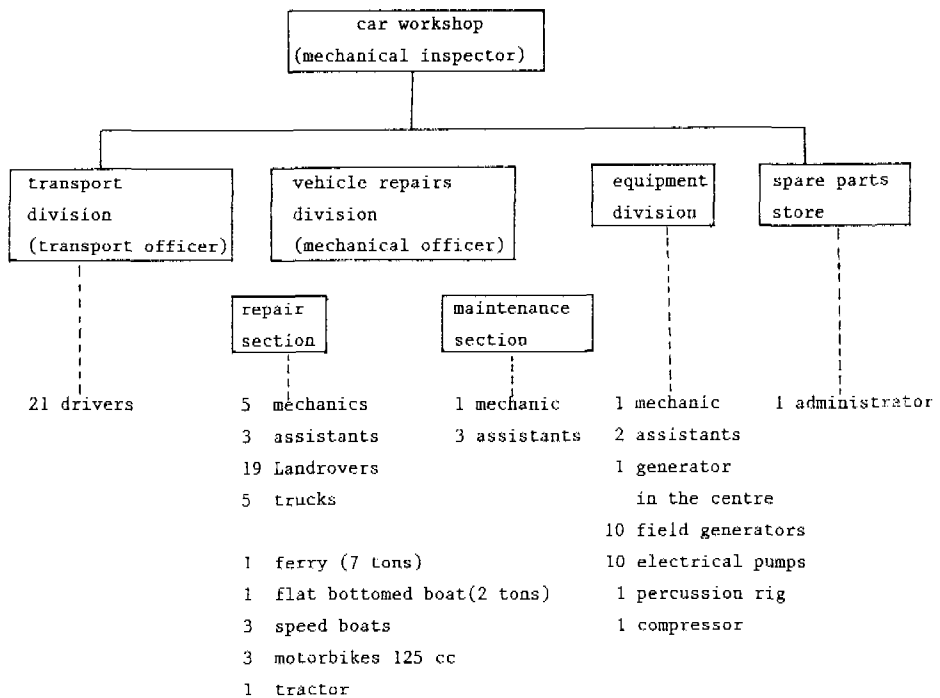 car workshop
(mechanical inspector)
transport
division
(transport officer)
vehicle repairs
division
(mechanical officer)
equipment
division
spare parts
store
repair
section
maintenance
section
21 drivers
5 mechanics
3 assistants
19 Landrovers
5 trucks
1 ferry (7 tons)
1 flat bottomed boat(2 tons)
3 speed boats
3 motorbikes 125 cc
1 tractor
1 mechanic
3 assistants
1 mechanic
2 assistants
1 generator
in the centre
10 field generators
10 electrical pumps
1 percussion rig
1 compressor
1 administrator